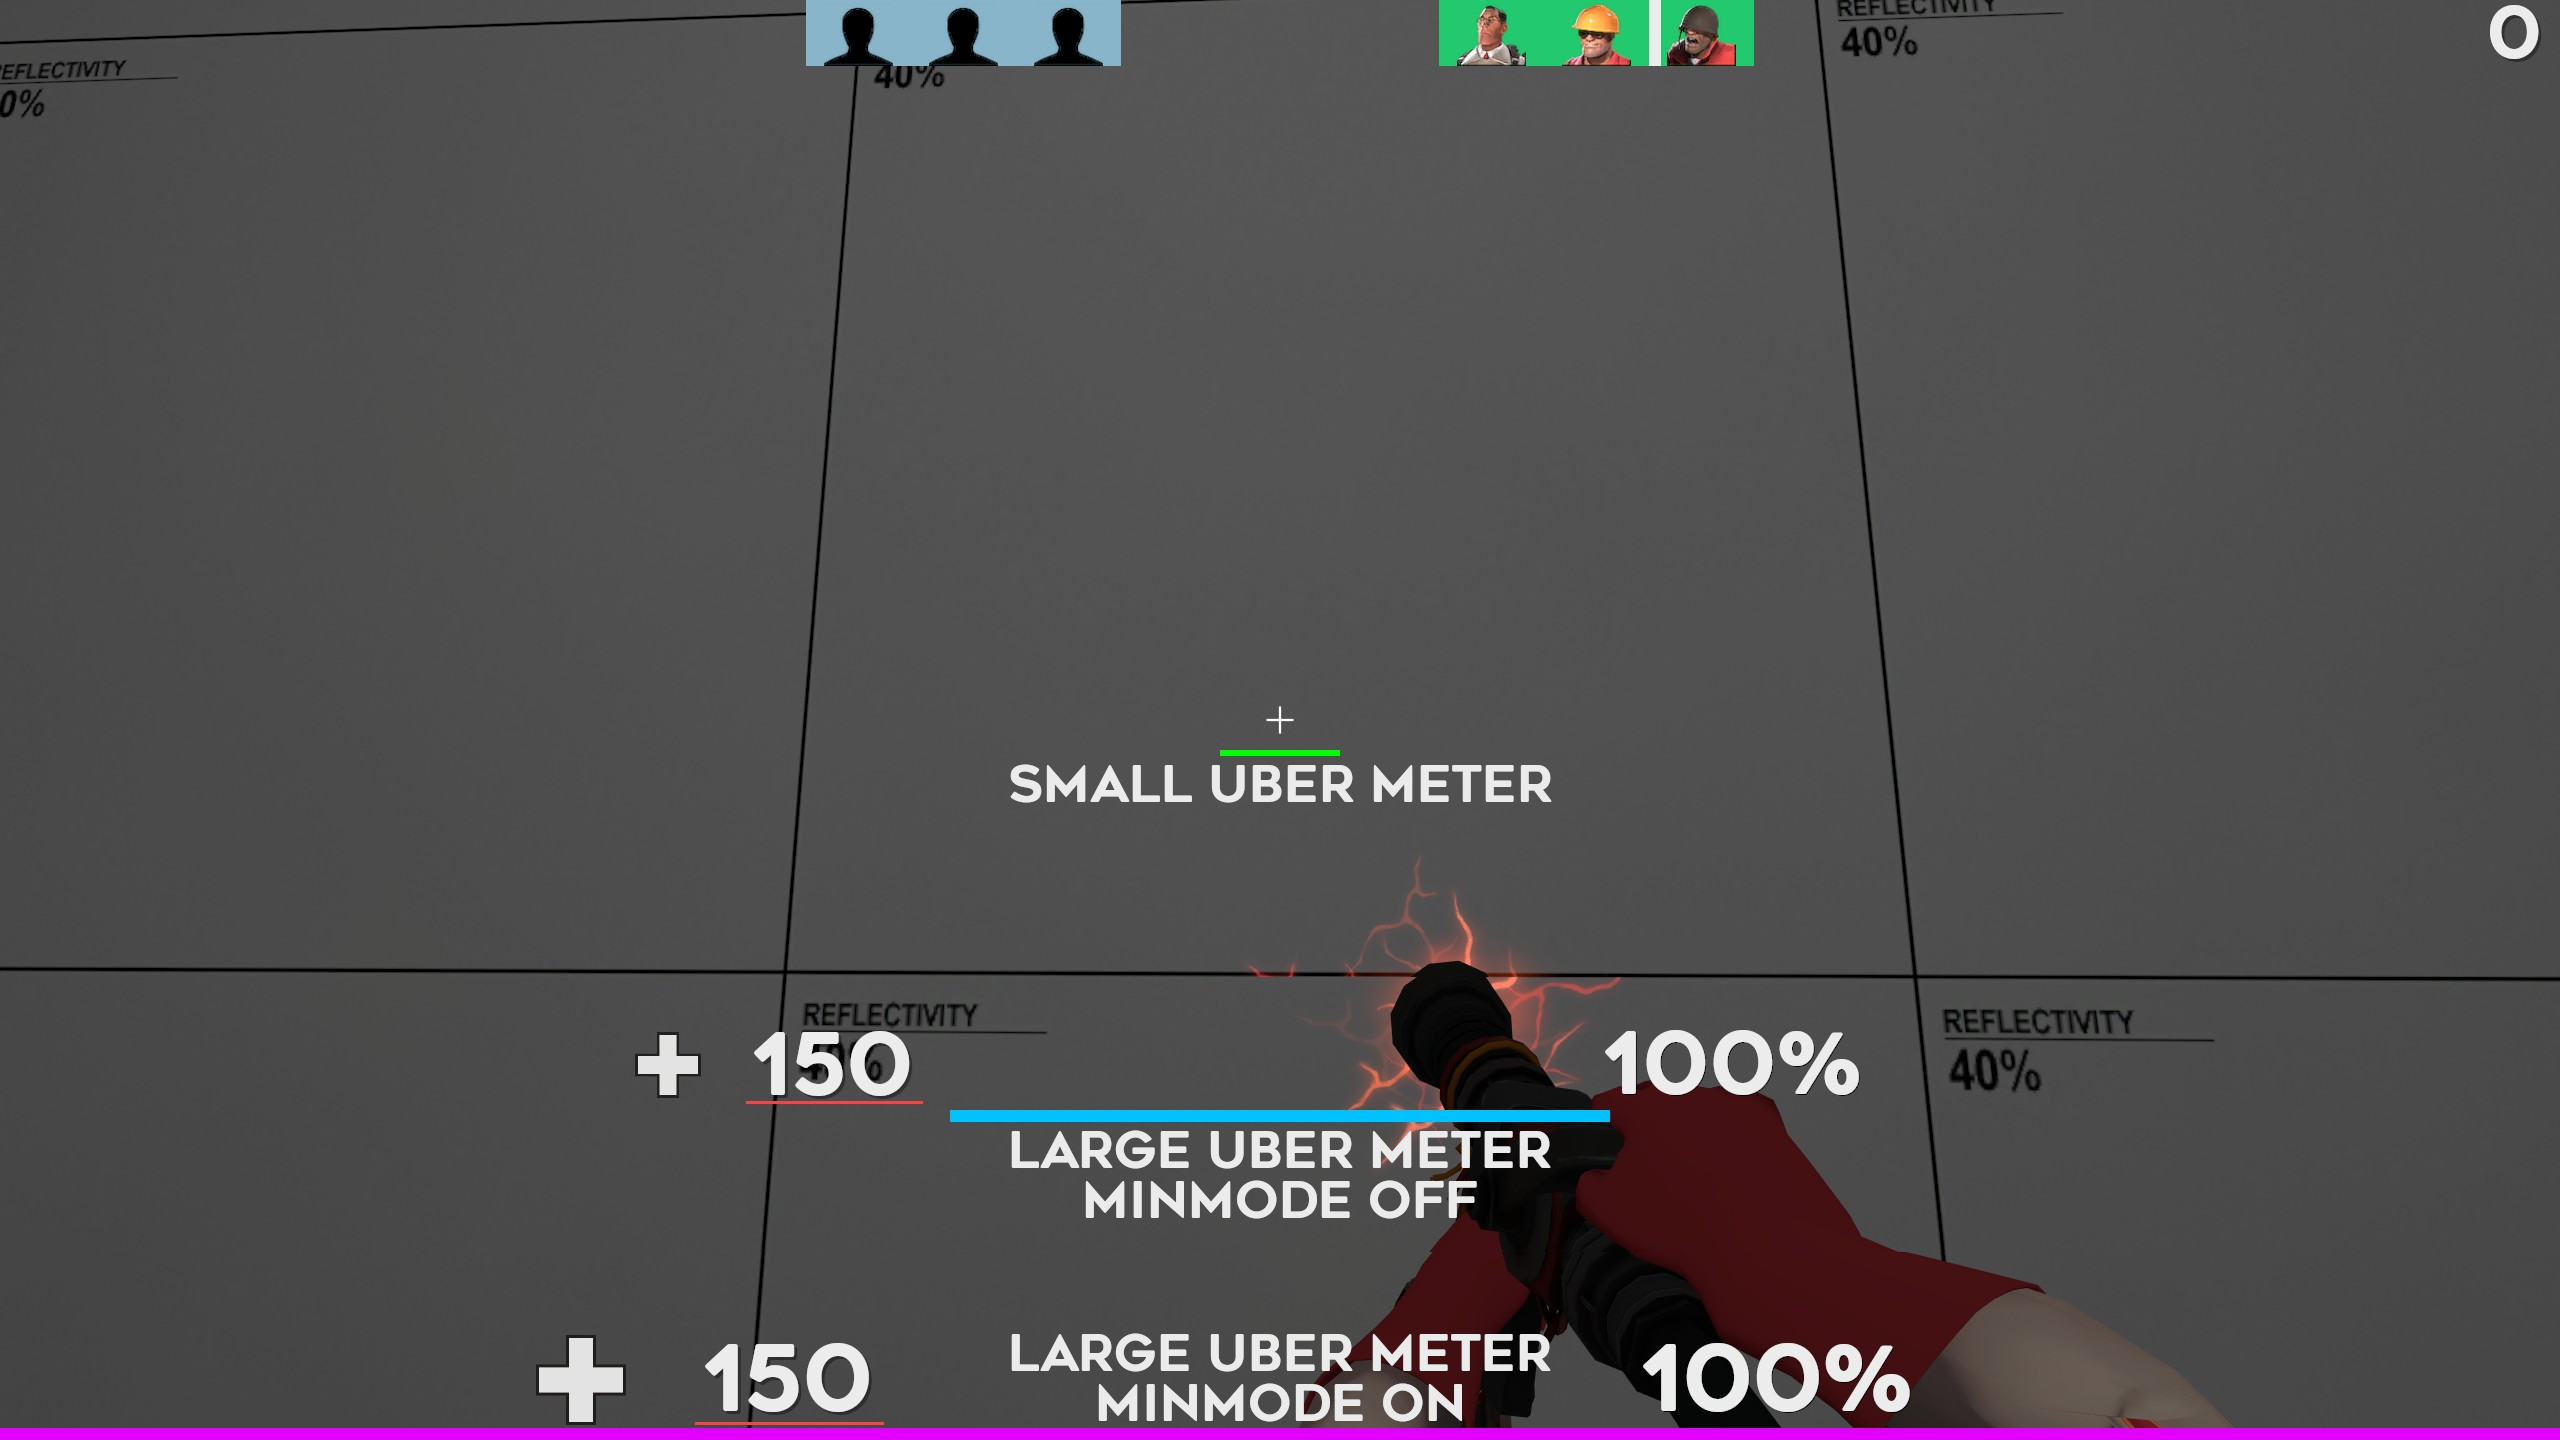 REFLECTIVITY
40%
0
40%
REFLECTIVITY
40%
SMALL UBER METER
REFLECTIVITY
40%
150
100%
REFLECTIVITY
40%
LARGE UBER METER
MINMODE OFF
LARGE UBER METER
MINMODE ON
150
100%